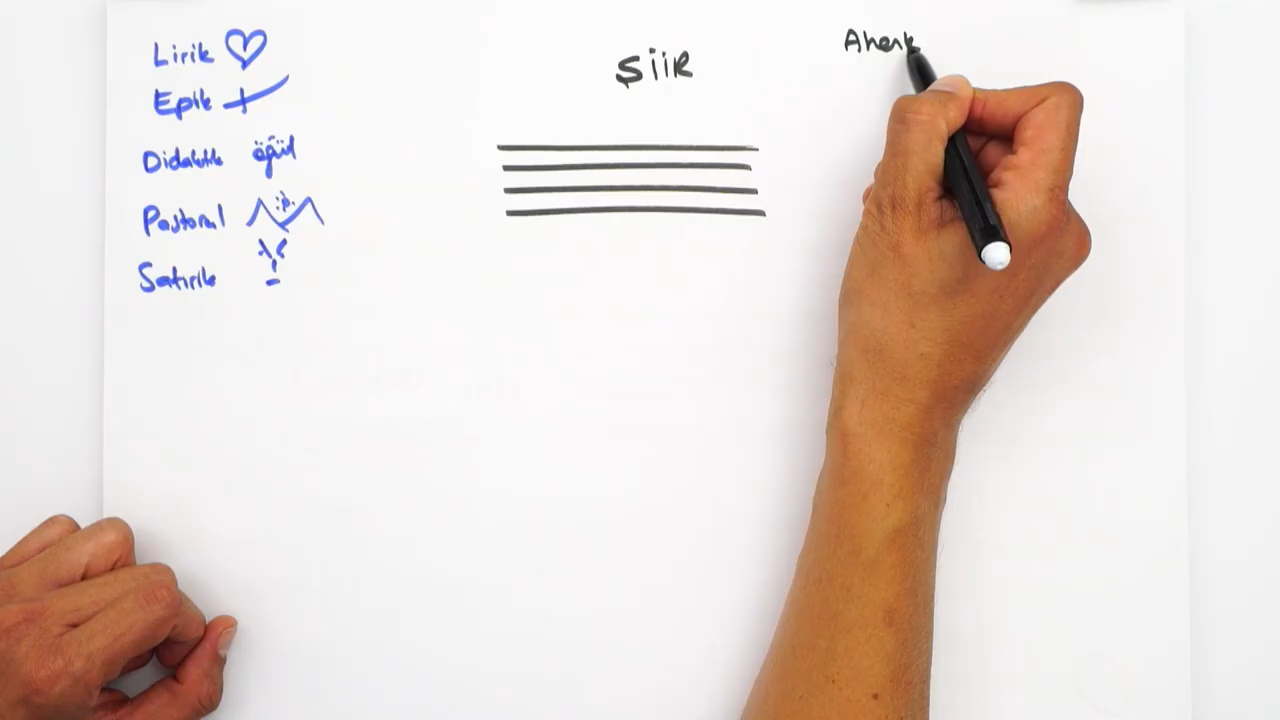 Lirik
Epik
Didaktik öğüt
Pastoral
Satirik
ŞiiR
Ahenk